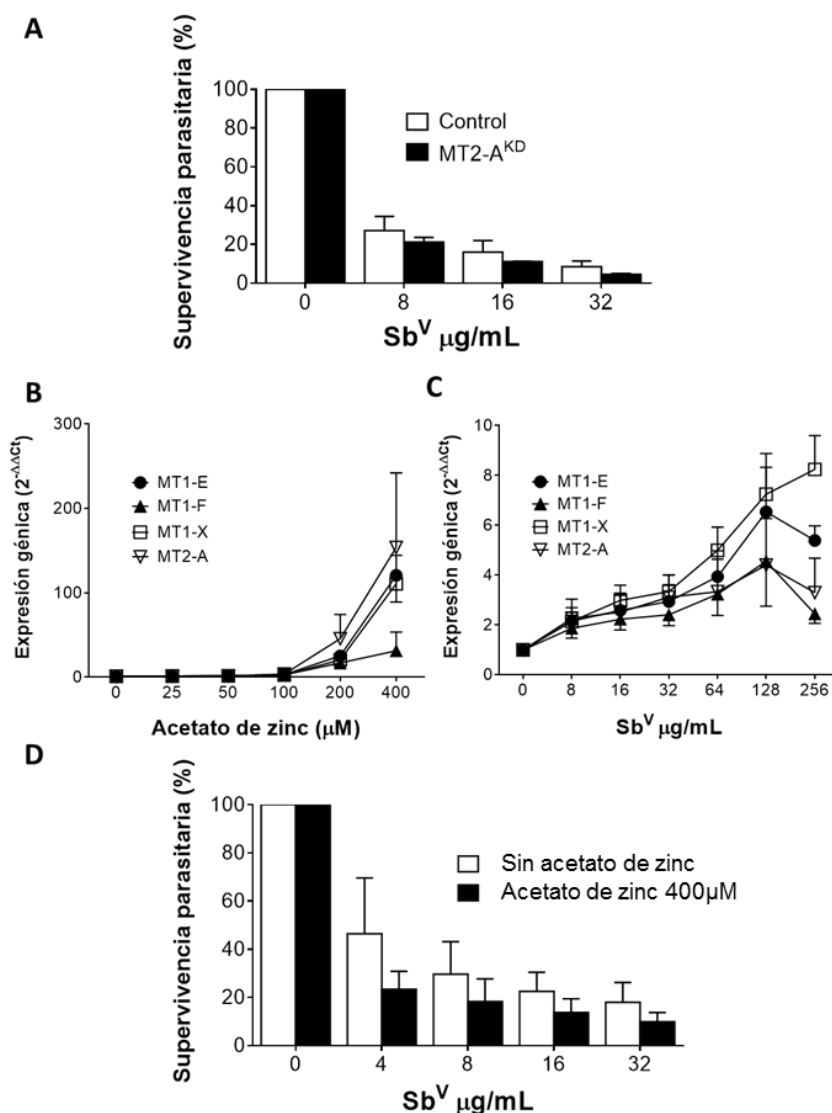 A
Supervivencia parasitaria (%)
100
80
60
40
20
0
Control
MT2-A^KD
0 8 16 32
Sb^V µg/mL
B
Expresión génica (2^-ΔΔCt)
300
200
100
0
MT1-E
MT1-F
MT1-X
MT2-A
0 25 50 100 200 400
Acetato de zinc (µM)
C
Expresión génica (2^-ΔΔCt)
10
8
6
4
2
0
MT1-E
MT1-F
MT1-X
MT2-A
0 8 16 32 64 128 256
Sb^V µg/mL
D
Supervivencia parasitaria (%)
100
80
60
40
20
0
Sin acetato de zinc
Acetato de zinc 400µM
0 4 8 16 32
Sb^V µg/mL